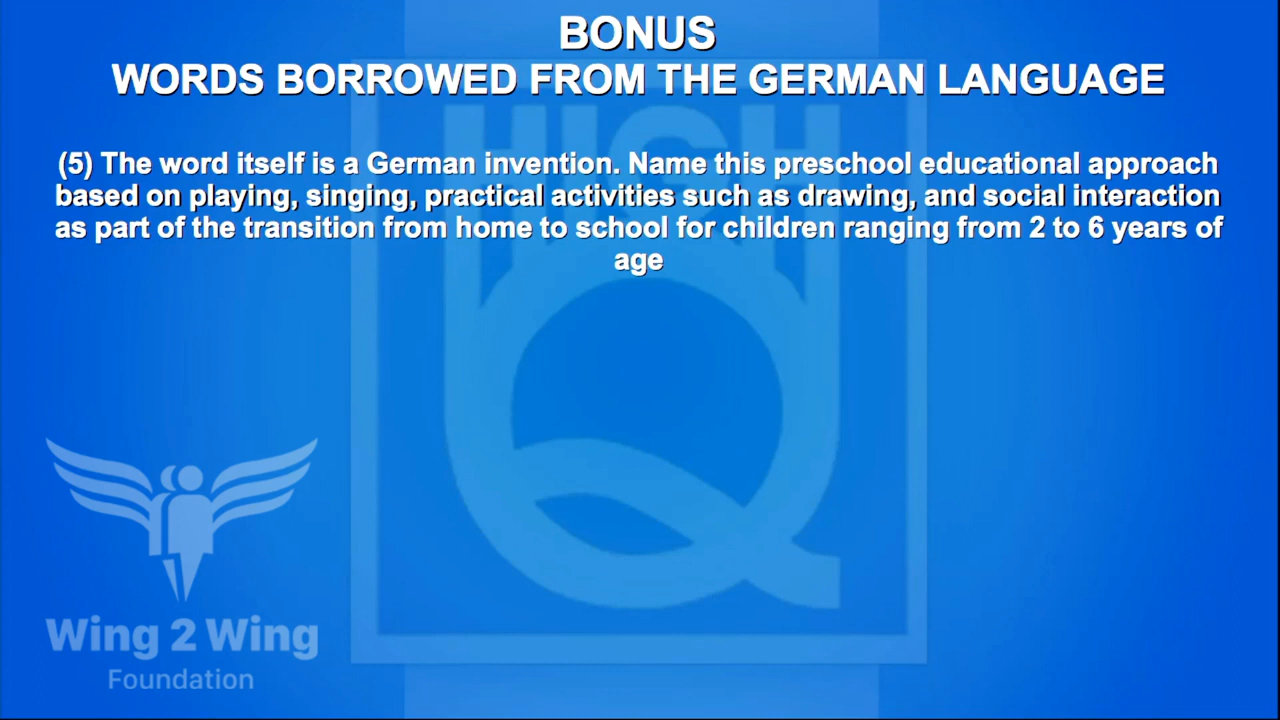 BONUS
WORDS BORROWED FROM THE GERMAN LANGUAGE
(5) The word itself is a German invention. Name this preschool educational approach
based on playing, singing, practical activities such as drawing, and social interaction
as part of the transition from home to school for children ranging from 2 to 6 years of
age
HIGH
Q
Wing 2 Wing
Foundation